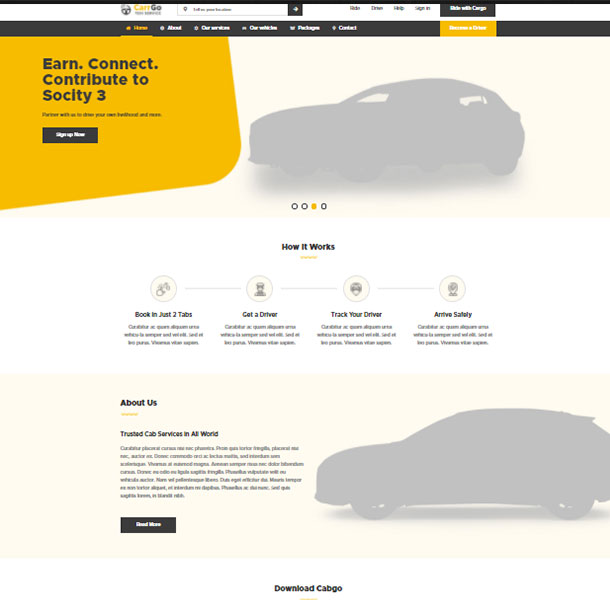 CarrGo
TAXI SERVICE
Tell us your location
Ride Drive Help Sign in
Ride with Cargo
Home About Our services Our vehicles Packages Contact
Become a Driver
Earn. Connect.
Contribute to
Socity 3
Partner with us to drive your own livelihood and more.
Signup Now
How It Works
Book in Just 2 Tabs
Curabitur ac quam aliquam urna
vehicula semper sed vel elit. Sed et
leo purus. Vivamus vitae sapien.
Get a Driver
Curabitur ac quam aliquam urna
vehicula semper sed vel elit. Sed et
leo purus. Vivamus vitae sapien.
Track Your Driver
Curabitur ac quam aliquam urna
vehicula semper sed vel elit. Sed et
leo purus. Vivamus vitae sapien.
Arrive Safely
Curabitur ac quam aliquam urna
vehicula semper sed vel elit. Sed et
leo purus. Vivamus vitae sapien.
About Us
Trusted Cab Services in All World
Curabitur placerat cursus nisi nec pharetra. Proin quis tortor fringilla, placerat nisi
nec, auctor ex. Donec commodo orci ac lectus mattis, sed interdum sem
scelerisque. Vivamus at euismod magna. Aenean semper risus nec dolor bibendum
cursus. Donec eu odio eu ligula sagittis fringilla. Phasellus vulputate velit eu
vehicula auctor. Nam vel pellentesque libero. Duis eget efficitur dui. Mauris tempor
ex non tortor aliquet, et interdum mi dapibus. Phasellus ac dui nunc. Sed quis
sagittis lorem, in blandit nibh.
Read More
Download Cabgo